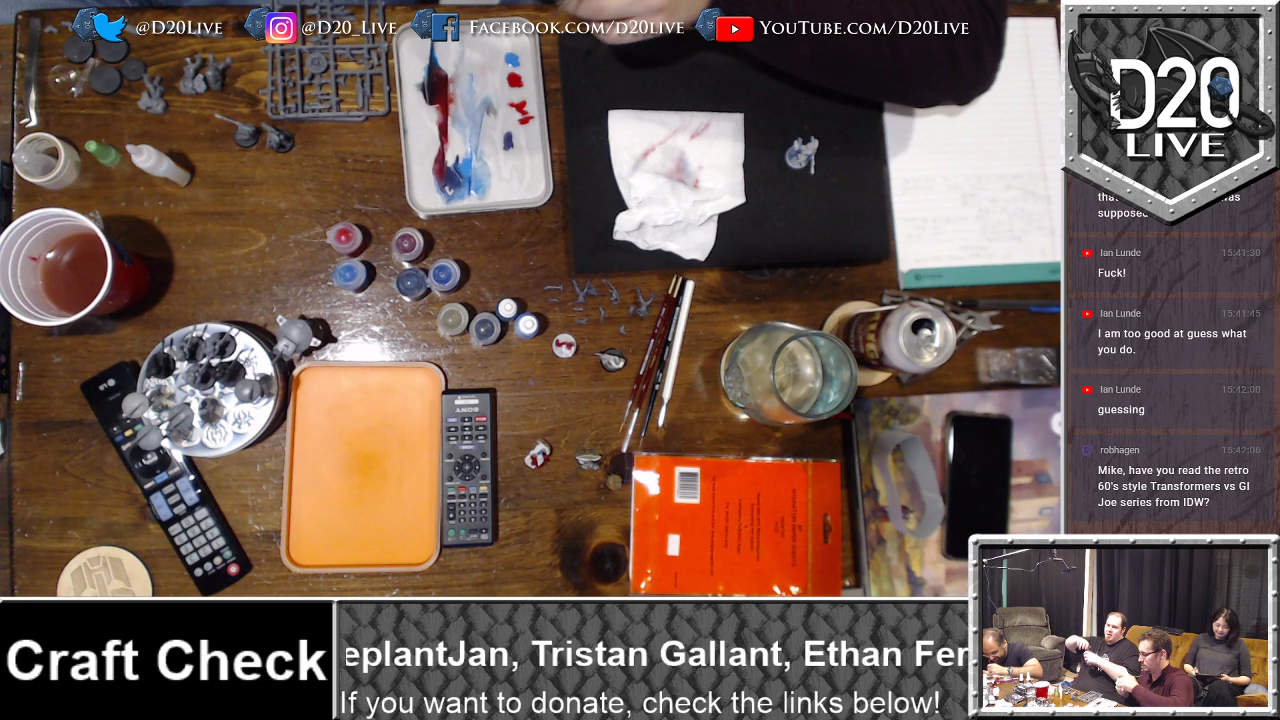 @D20Live
@D20_Live
Facebook.com/D20Live
YouTube.com/D20Live
D20
LIVE
supposed
Ian Lunde 15:41:30
Fuck!
Ian Lunde 15:41:45
I am too good at guess what
you do.
Ian Lunde 15:42:00
guessing
robhagen 15:42:06
Mike, have you read the retro
60's style Transformers vs GI
Joe series from IDW?
SONY
LG
Craft Check
eplantJan, Tristan Gallant, Ethan Fer
If you want to donate, check the links below!